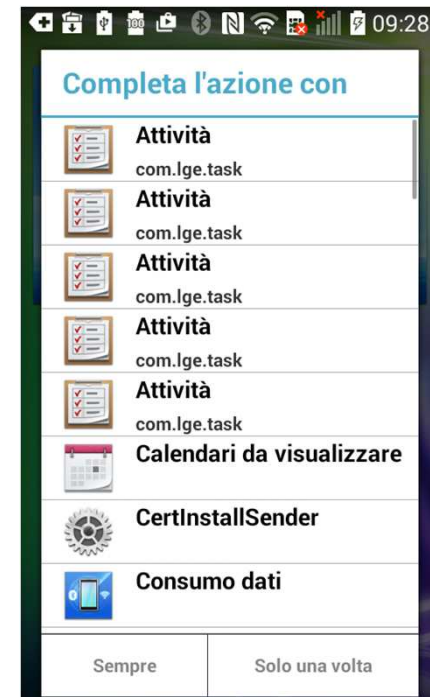 100
09:28
Completa l'azione con
Attività
com.lge.task
Attività
com.lge.task
Attività
com.lge.task
Attività
com.lge.task
Attività
com.lge.task
Calendari da visualizzare
CertInstallSender
Consumo dati
Sempre
Solo una volta